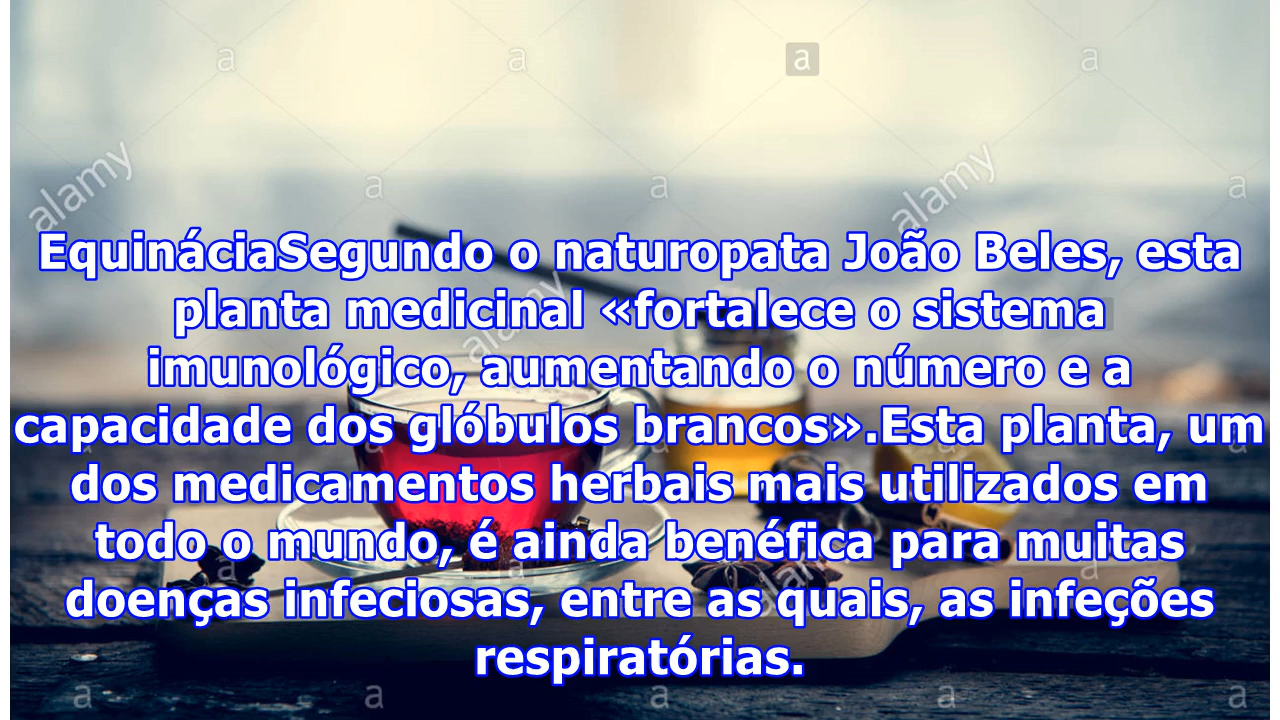 a a a a
alamy alamy
a a a
EquináciaSegundo o naturopata João Beles, esta
planta medicinal «fortalece o sistema
imunológico, aumentando o número e a
capacidade dos glóbulos brancos».Esta planta, um
dos medicamentos herbais mais utilizados em
todo o mundo, é ainda benéfica para muitas
doenças infeciosas, entre as quais, as infeções
respiratórias.
a a a a a